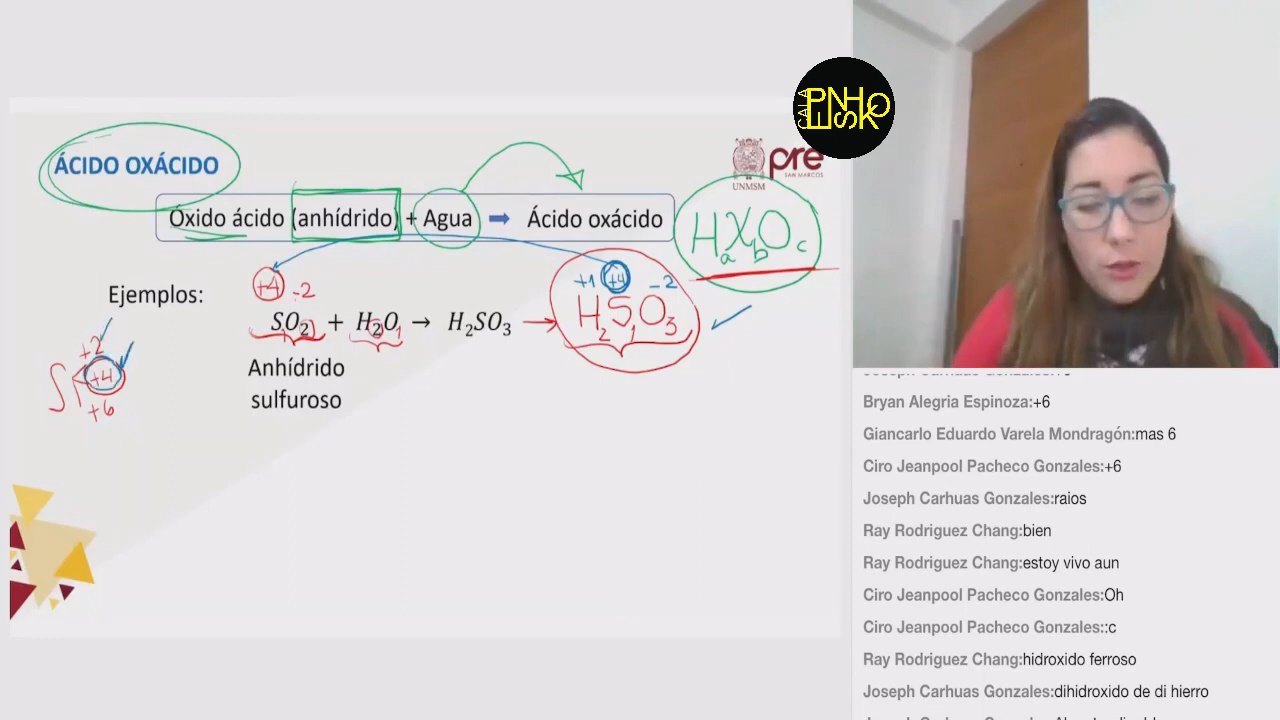 ÁCIDO OXÁCIDO
pre
SAN MARCOS
UNMSM
Óxido ácido (anhídrido) + Agua ➡ Ácido oxácido
HaXbOc
Ejemplos:
+4 -2
+1 +4 -2
SO2 + H2O1 → H2SO3 → H2S1O3
Anhídrido
sulfuroso
+2
S +4
+6
Bryan Alegria Espinoza:+6
Giancarlo Eduardo Varela Mondragón:mas 6
Ciro Jeanpool Pacheco Gonzales:+6
Joseph Carhuas Gonzales:raios
Ray Rodriguez Chang:bien
Ray Rodriguez Chang:estoy vivo aun
Ciro Jeanpool Pacheco Gonzales:Oh
Ciro Jeanpool Pacheco Gonzales::c
Ray Rodriguez Chang:hidroxido ferroso
Joseph Carhuas Gonzales:dihidroxido de di hierro